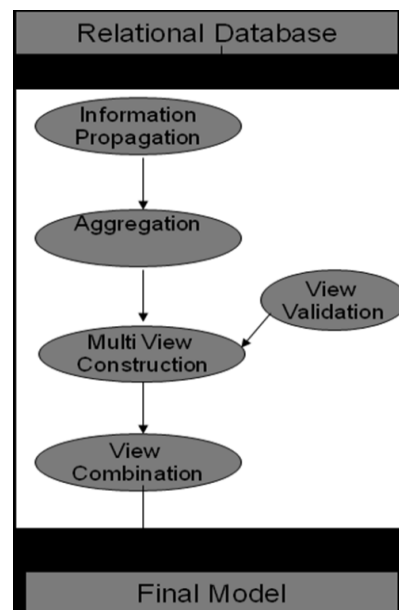 Relational Database
Information
Propagation
Aggregation
View
Validation
Multi View
Construction
View
Combination
Final Model